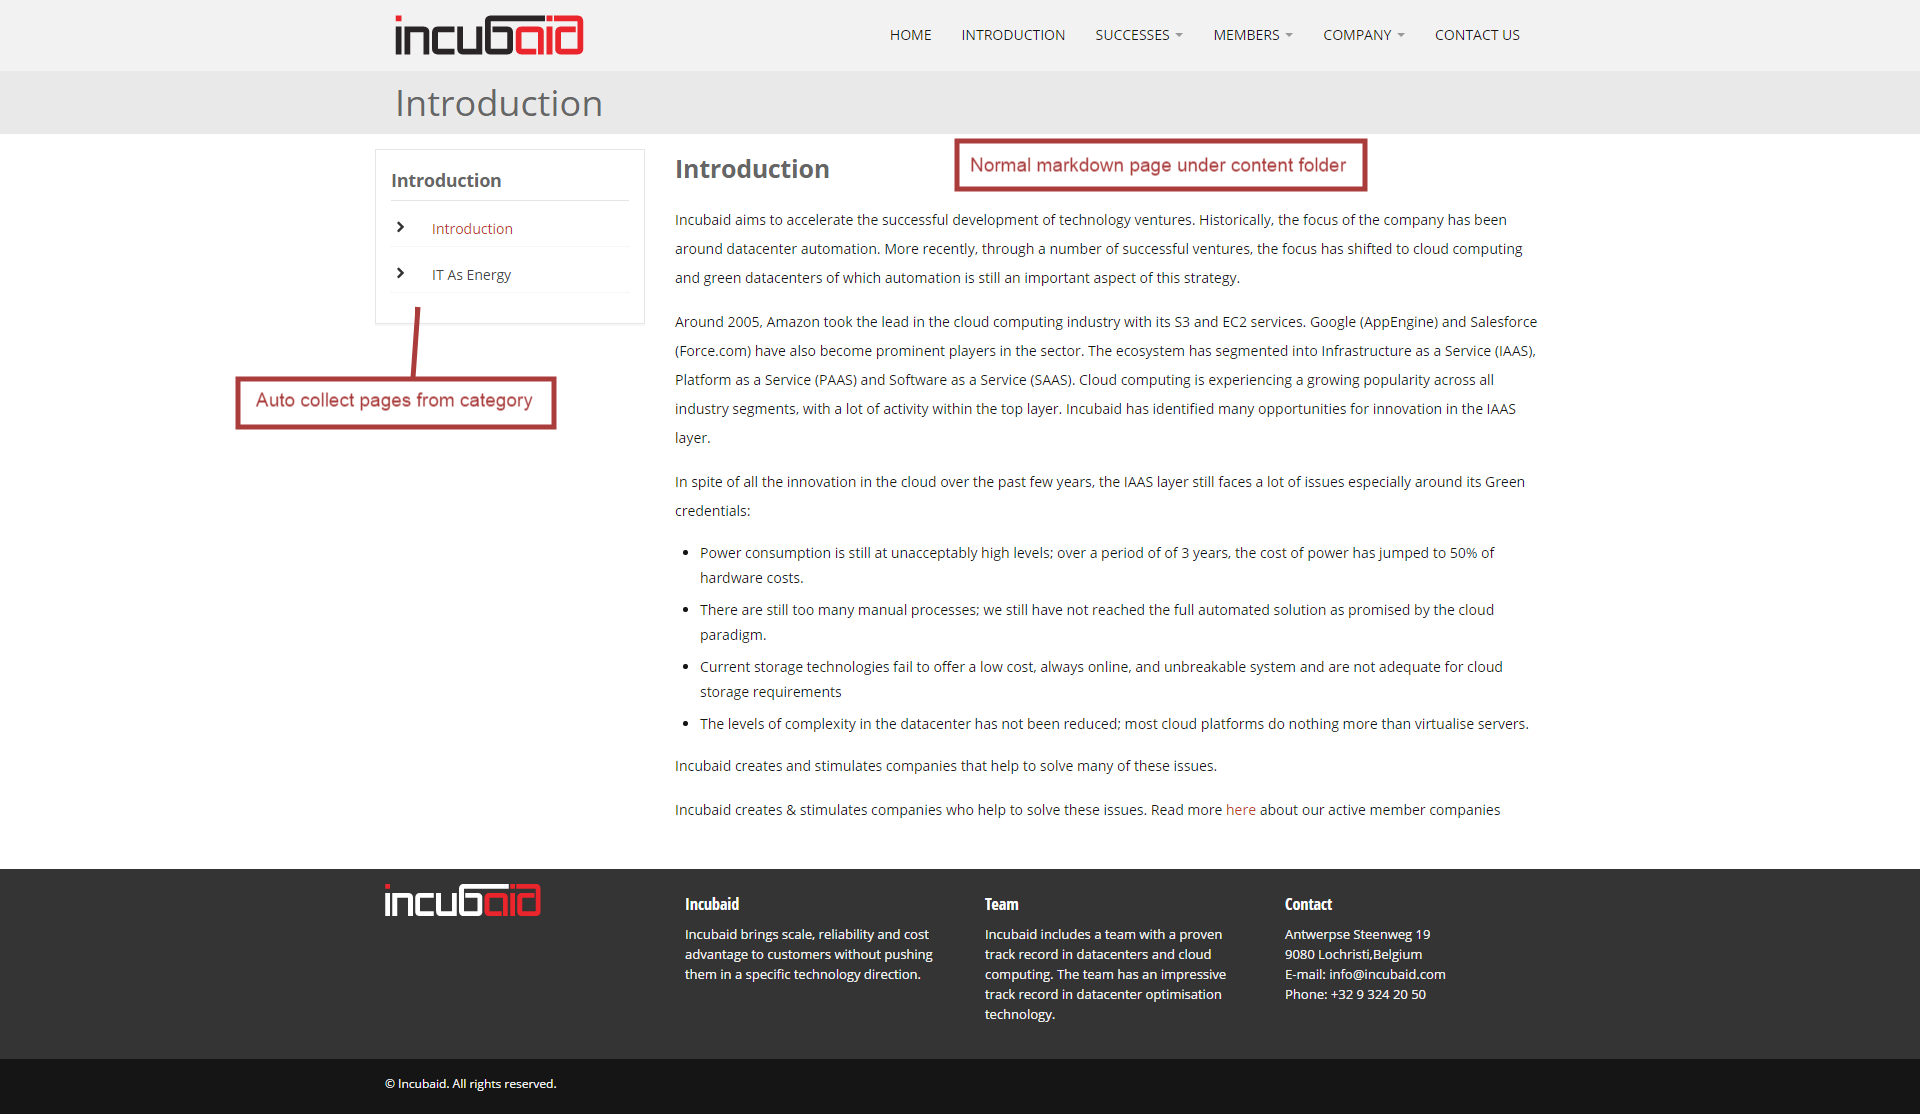 incubaid
HOME INTRODUCTION SUCCESSES MEMBERS COMPANY CONTACT US
Introduction
Introduction
Introduction
IT As Energy
Auto collect pages from category
Introduction
Normal markdown page under content folder
Incubaid aims to accelerate the successful development of technology ventures. Historically, the focus of the company has been
around datacenter automation. More recently, through a number of successful ventures, the focus has shifted to cloud computing
and green datacenters of which automation is still an important aspect of this strategy.
Around 2005, Amazon took the lead in the cloud computing industry with its S3 and EC2 services. Google (AppEngine) and Salesforce
(Force.com) have also become prominent players in the sector. The ecosystem has segmented into Infrastructure as a Service (IAAS),
Platform as a Service (PAAS) and Software as a Service (SAAS). Cloud computing is experiencing a growing popularity across all
industry segments, with a lot of activity within the top layer. Incubaid has identified many opportunities for innovation in the IAAS
layer.
In spite of all the innovation in the cloud over the past few years, the IAAS layer still faces a lot of issues especially around its Green
credentials:
• Power consumption is still at unacceptably high levels; over a period of of 3 years, the cost of power has jumped to 50% of
hardware costs.
• There are still too many manual processes; we still have not reached the full automated solution as promised by the cloud
paradigm.
• Current storage technologies fail to offer a low cost, always online, and unbreakable system and are not adequate for cloud
storage requirements
• The levels of complexity in the datacenter has not been reduced; most cloud platforms do nothing more than virtualise servers.
Incubaid creates and stimulates companies that help to solve many of these issues.
Incubaid creates & stimulates companies who help to solve these issues. Read more here about our active member companies
incubaid
Incubaid
Incubaid brings scale, reliability and cost
advantage to customers without pushing
them in a specific technology direction.
Team
Incubaid includes a team with a proven
track record in datacenters and cloud
computing. The team has an impressive
track record in datacenter optimisation
technology.
Contact
Antwerpse Steenweg 19
9080 Lochristi,Belgium
E-mail: info@incubaid.com
Phone: +32 9 324 20 50
© Incubaid. All rights reserved.